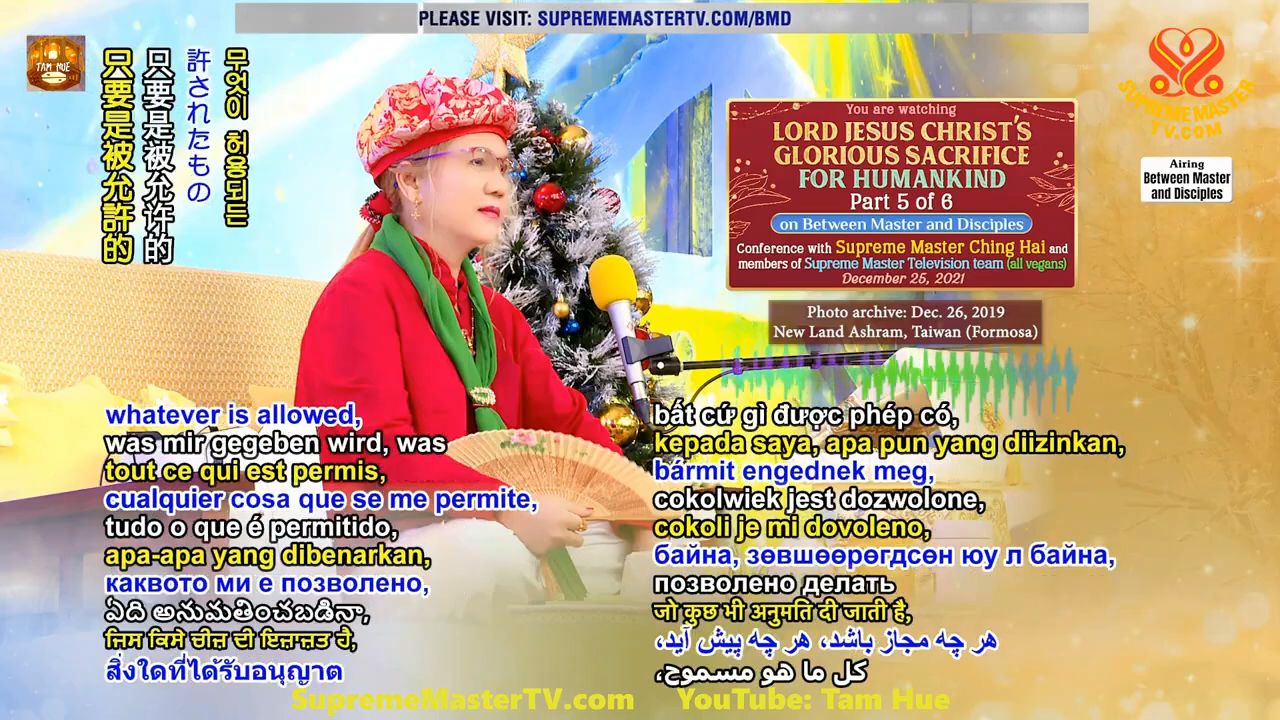 PLEASE VISIT: SUPREMEMASTERTV.COM/BMD
TAM HUE
只要是被允許的
只要是被允许的
許されたもの
무엇이 허용되든
You are watching
LORD JESUS CHRIST'S
GLORIOUS SACRIFICE
FOR HUMANKIND
Part 5 of 6
on Between Master and Disciples
Conference with Supreme Master Ching Hai and
members of Supreme Master Television team (all vegans)
December 25, 2021
Photo archive: Dec. 26, 2019
New Land Ashram, Taiwan (Formosa)
SUPREME MASTER
TV.COM
Airing
Between Master
and Disciples
whatever is allowed,
was mir gegeben wird, was
tout ce qui est permis,
cualquier cosa que se me permite,
tudo o que é permitido,
apa-apa yang dibenarkan,
каквото ми е позволено,
ఏది అనుమతించబడినా,
ਜਿਸ ਕਿਸੇ ਚੀਜ਼ ਦੀ ਇਜ਼ਾਜ਼ਤ ਹੈ,
สิ่งใดที่ได้รับอนุญาต
bất cứ gì được phép có,
kepada saya, apa pun yang diizinkan,
bármit engednek meg,
cokolwiek jest dozwolone,
cokoli je mi dovoleno,
байна, зөвшөөрөгдсөн юу л байна,
позволено делать
जो कुछ भी अनुमति दी जाती है,
هر چه مجاز باشد، هر چه پیش آید،
كل ما هو مسموح،
SupremeMasterTV.com
YouTube: Tam Hue